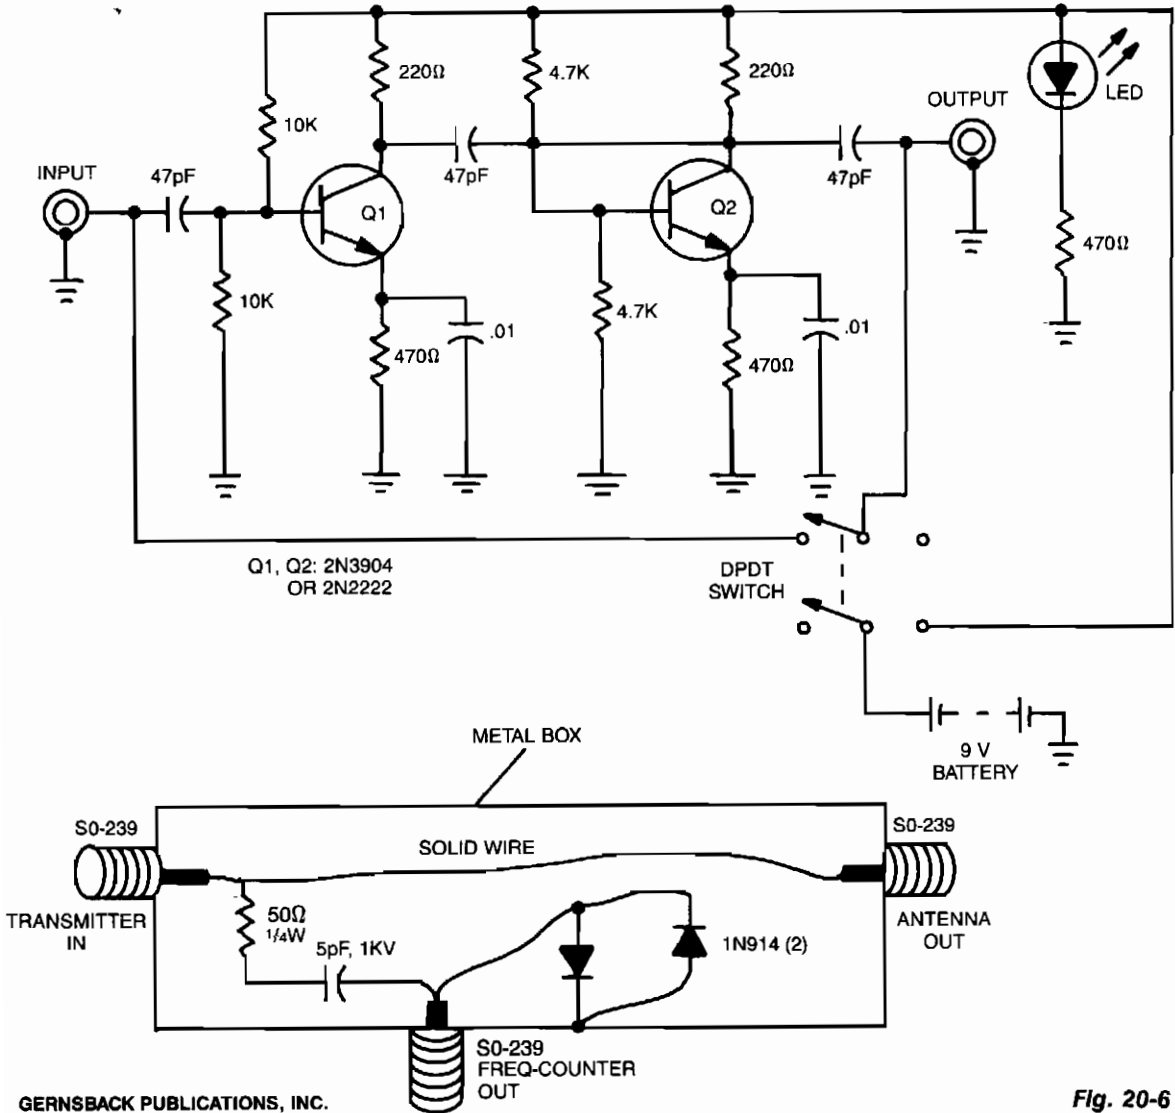 220Ω
4.7K
220Ω
LED
OUTPUT
10K
INPUT
47pF
47pF
47pF
Q1
Q2
470Ω
10K
4.7K
.01
.01
470Ω
470Ω
Q1, Q2: 2N3904
OR 2N2222
DPDT
SWITCH
9 V
BATTERY
METAL BOX
S0-239
S0-239
SOLID WIRE
TRANSMITTER
IN
50Ω
1/4W
5pF, 1KV
1N914 (2)
ANTENNA
OUT
S0-239
FREQ-COUNTER
OUT
GERNSBACK PUBLICATIONS, INC.
Fig. 20-6